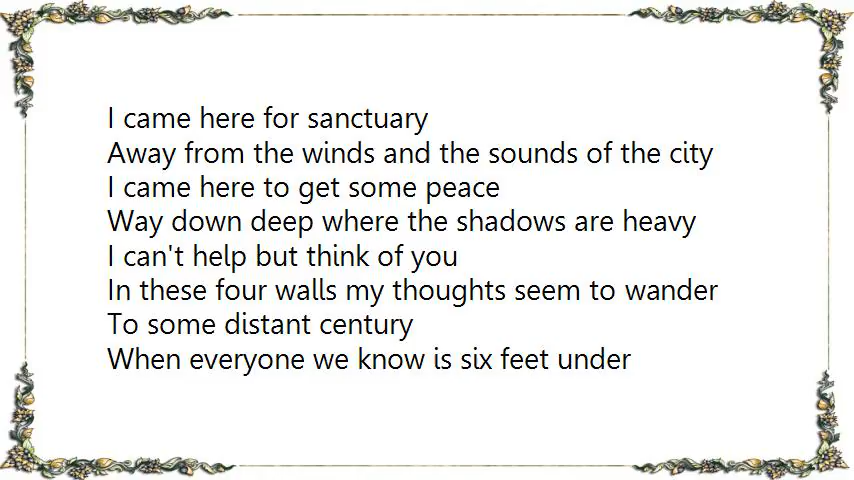 I came here for sanctuary
Away from the winds and the sounds of the city
I came here to get some peace
Way down deep where the shadows are heavy
I can't help but think of you
In these four walls my thoughts seem to wander
To some distant century
When everyone we know is six feet under